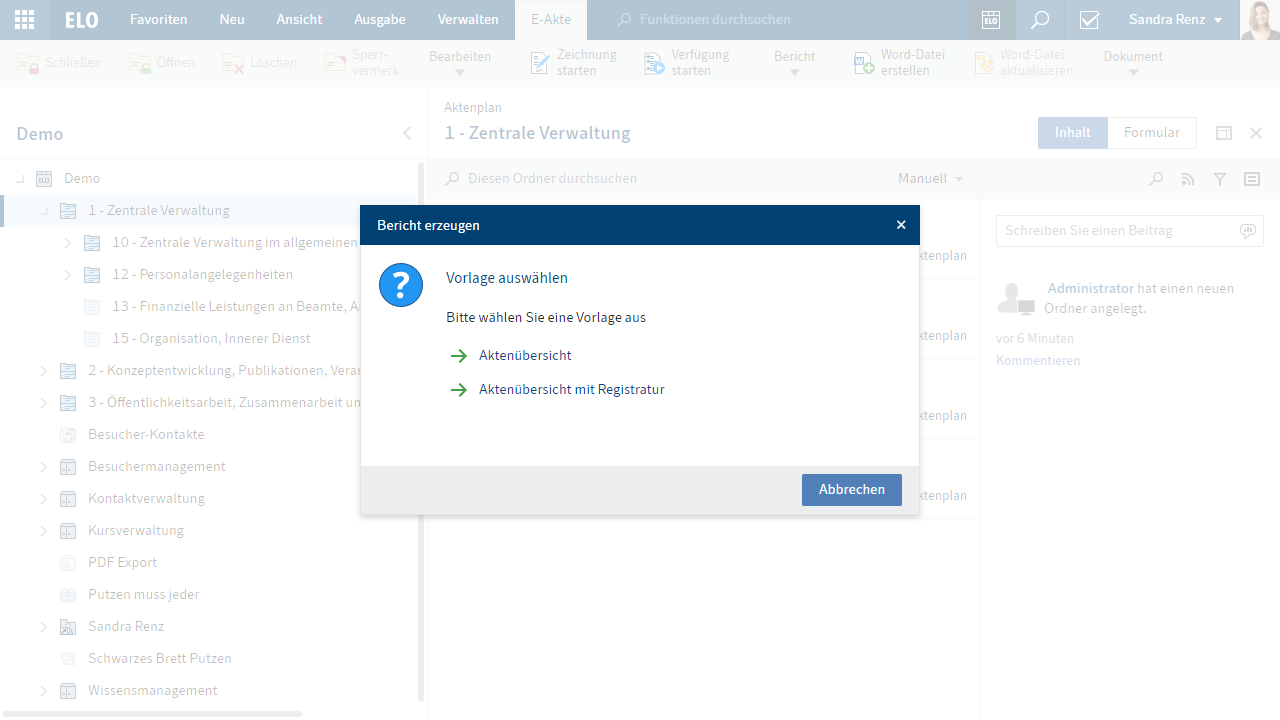 ELO Favoriten Neu Ansicht Ausgabe Verwalten E-Akte Funktionen durchsuchen ELO Sandra Renz
Schließen Öffnen Löschen Sperr-
vermerk Bearbeiten Zeichnung
starten Verfügung
starten Bericht Word-Datei
erstellen Word-Datei
aktualisieren Dokument
Demo
Aktenplan
1 - Zentrale Verwaltung
Inhalt Formular
Demo
1 - Zentrale Verwaltung
10 - Zentrale Verwaltung im allgemeinen
12 - Personalangelegenheiten
13 - Finanzielle Leistungen an Beamte, A
15 - Organisation, Innerer Dienst
2 - Konzeptentwicklung, Publikationen, Veran
3 - Öffentlichkeitsarbeit, Zusammenarbeit un
Besucher-Kontakte
Besuchermanagement
Kontaktverwaltung
Kursverwaltung
PDF Export
Putzen muss jeder
Sandra Renz
Schwarzes Brett Putzen
Wissensmanagement
Diesen Ordner durchsuchen Manuell
ktenplan
ktenplan
ktenplan
ktenplan
Bericht erzeugen
?
Vorlage auswählen
Bitte wählen Sie eine Vorlage aus
Aktenübersicht
Aktenübersicht mit Registratur
Abbrechen
Schreiben Sie einen Beitrag
Administrator hat einen neuen
Ordner angelegt.
vor 6 Minuten
Kommentieren